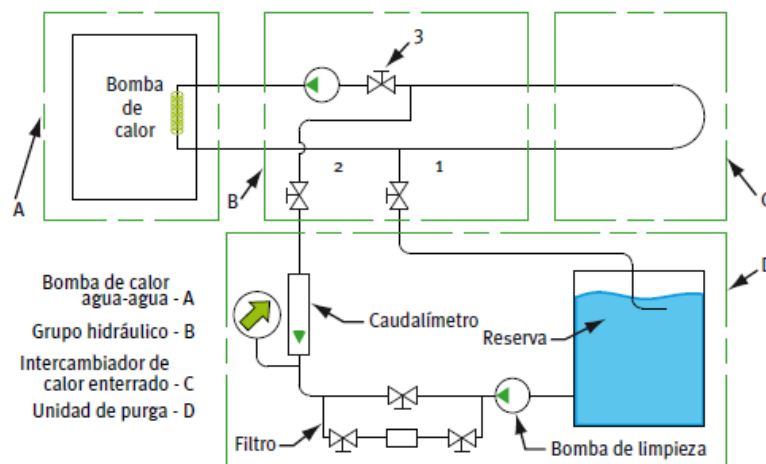 3
Bomba
de
calor
2
1
A
B
C
D
Bomba de calor
agua-agua - A
Grupo hidráulico - B
Intercambiador de
calor enterrado - C
Unidad de purga - D
Caudalímetro
Reserva
Filtro
Bomba de limpieza